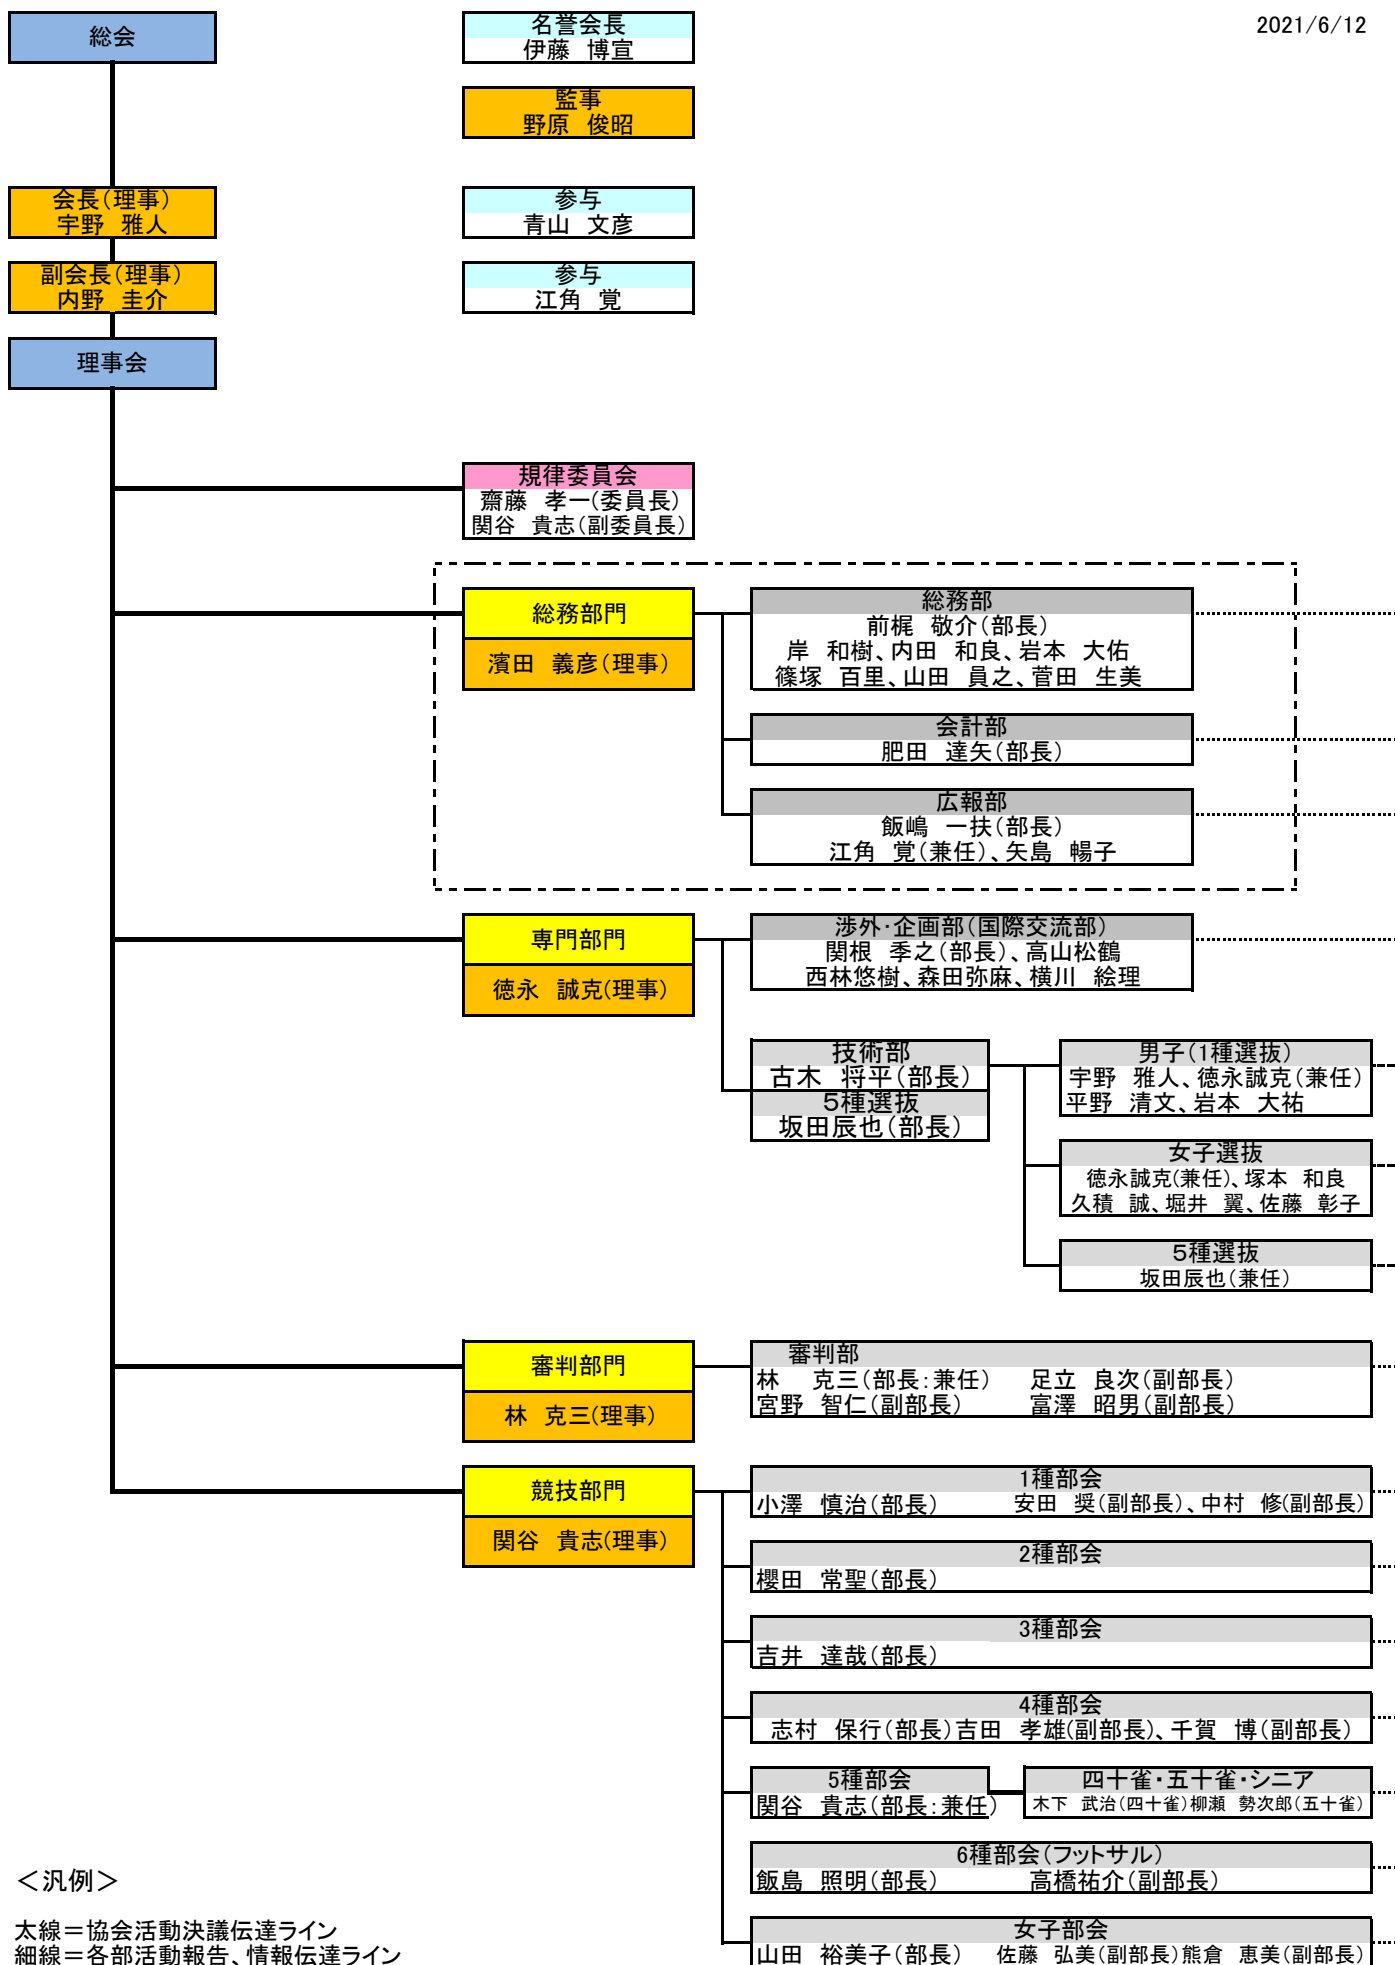 2021/6/12
総会
名誉会長
伊藤　博宣
監事
野原　俊昭
会長(理事)
宇野　雅人
参与
青山　文彦
副会長(理事)
内野　圭介
参与
江角　覚
理事会
規律委員会
齋藤　孝一(委員長)
関谷　貴志(副委員長)
総務部門
濱田　義彦(理事)
総務部
前梶　敬介(部長)
岸　和樹、内田　和良、岩本　大佑
篠塚　百里、山田　員之、菅田　生美
会計部
肥田　達矢(部長)
広報部
飯嶋　一扶(部長)
江角　覚(兼任)、矢島　暢子
専門部門
徳永　誠克(理事)
渉外・企画部(国際交流部)
関根　季之(部長)、高山松鶴
西林悠樹、森田弥麻、横川　絵理
技術部
古木　将平(部長)
5種選抜
坂田辰也(部長)
男子(1種選抜)
宇野　雅人、徳永誠克(兼任)
平野　清文、岩本　大祐
女子選抜
徳永誠克(兼任)、塚本　和良
久積　誠、堀井　翼、佐藤　彰子
5種選抜
坂田辰也(兼任)
審判部門
林　克三(理事)
審判部
林　克三(部長:兼任)　足立　良次(副部長)
宮野　智仁(副部長)　富澤　昭男(副部長)
競技部門
関谷　貴志(理事)
1種部会
小澤　慎治(部長)　安田　奨(副部長)、中村　修(副部長)
2種部会
櫻田　常聖(部長)
3種部会
吉井　達哉(部長)
4種部会
志村　保行(部長)吉田　孝雄(副部長)、千賀　博(副部長)
5種部会
関谷　貴志(部長:兼任)
四十雀・五十雀・シニア
木下　武治(四十雀)柳瀬　勢次郎(五十雀)
6種部会(フットサル)
飯島　照明(部長)　高橋祐介(副部長)
女子部会
山田　裕美子(部長)　佐藤　弘美(副部長)熊倉　恵美(副部長)
＜汎例＞
太線＝協会活動決議伝達ライン
細線＝各部活動報告、情報伝達ライン